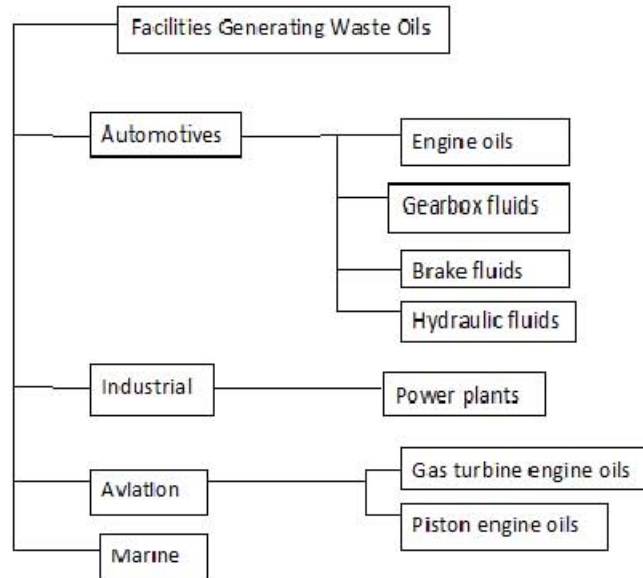 Facilities Generating Waste Oils
Automotives
Engine oils
Gearbox fluids
Brake fluids
Hydraulic fluids
Industrial
Power plants
Aviation
Gas turbine engine oils
Piston engine oils
Marine